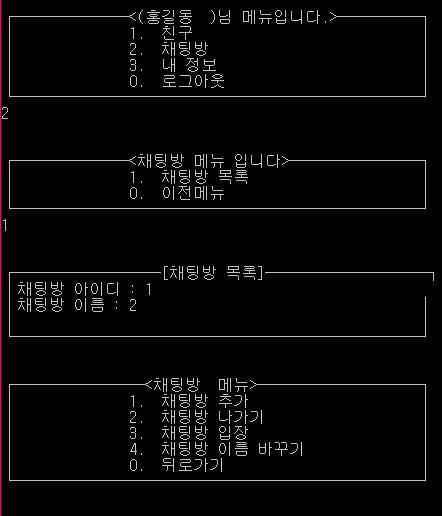 <(홍길동  )님 메뉴입니다.>
1. 친구
2. 채팅방
3. 내 정보
0. 로그아웃
2
<채팅방 메뉴 입니다>
1. 채팅방 목록
0. 이전메뉴
1
[채팅방 목록]
채팅방 아이디 : 1
채팅방 이름 : 2
<채팅방  메뉴>
1. 채팅방 추가
2. 채팅방 나가기
3. 채팅방 입장
4. 채팅방 이름 바꾸기
0. 뒤로가기